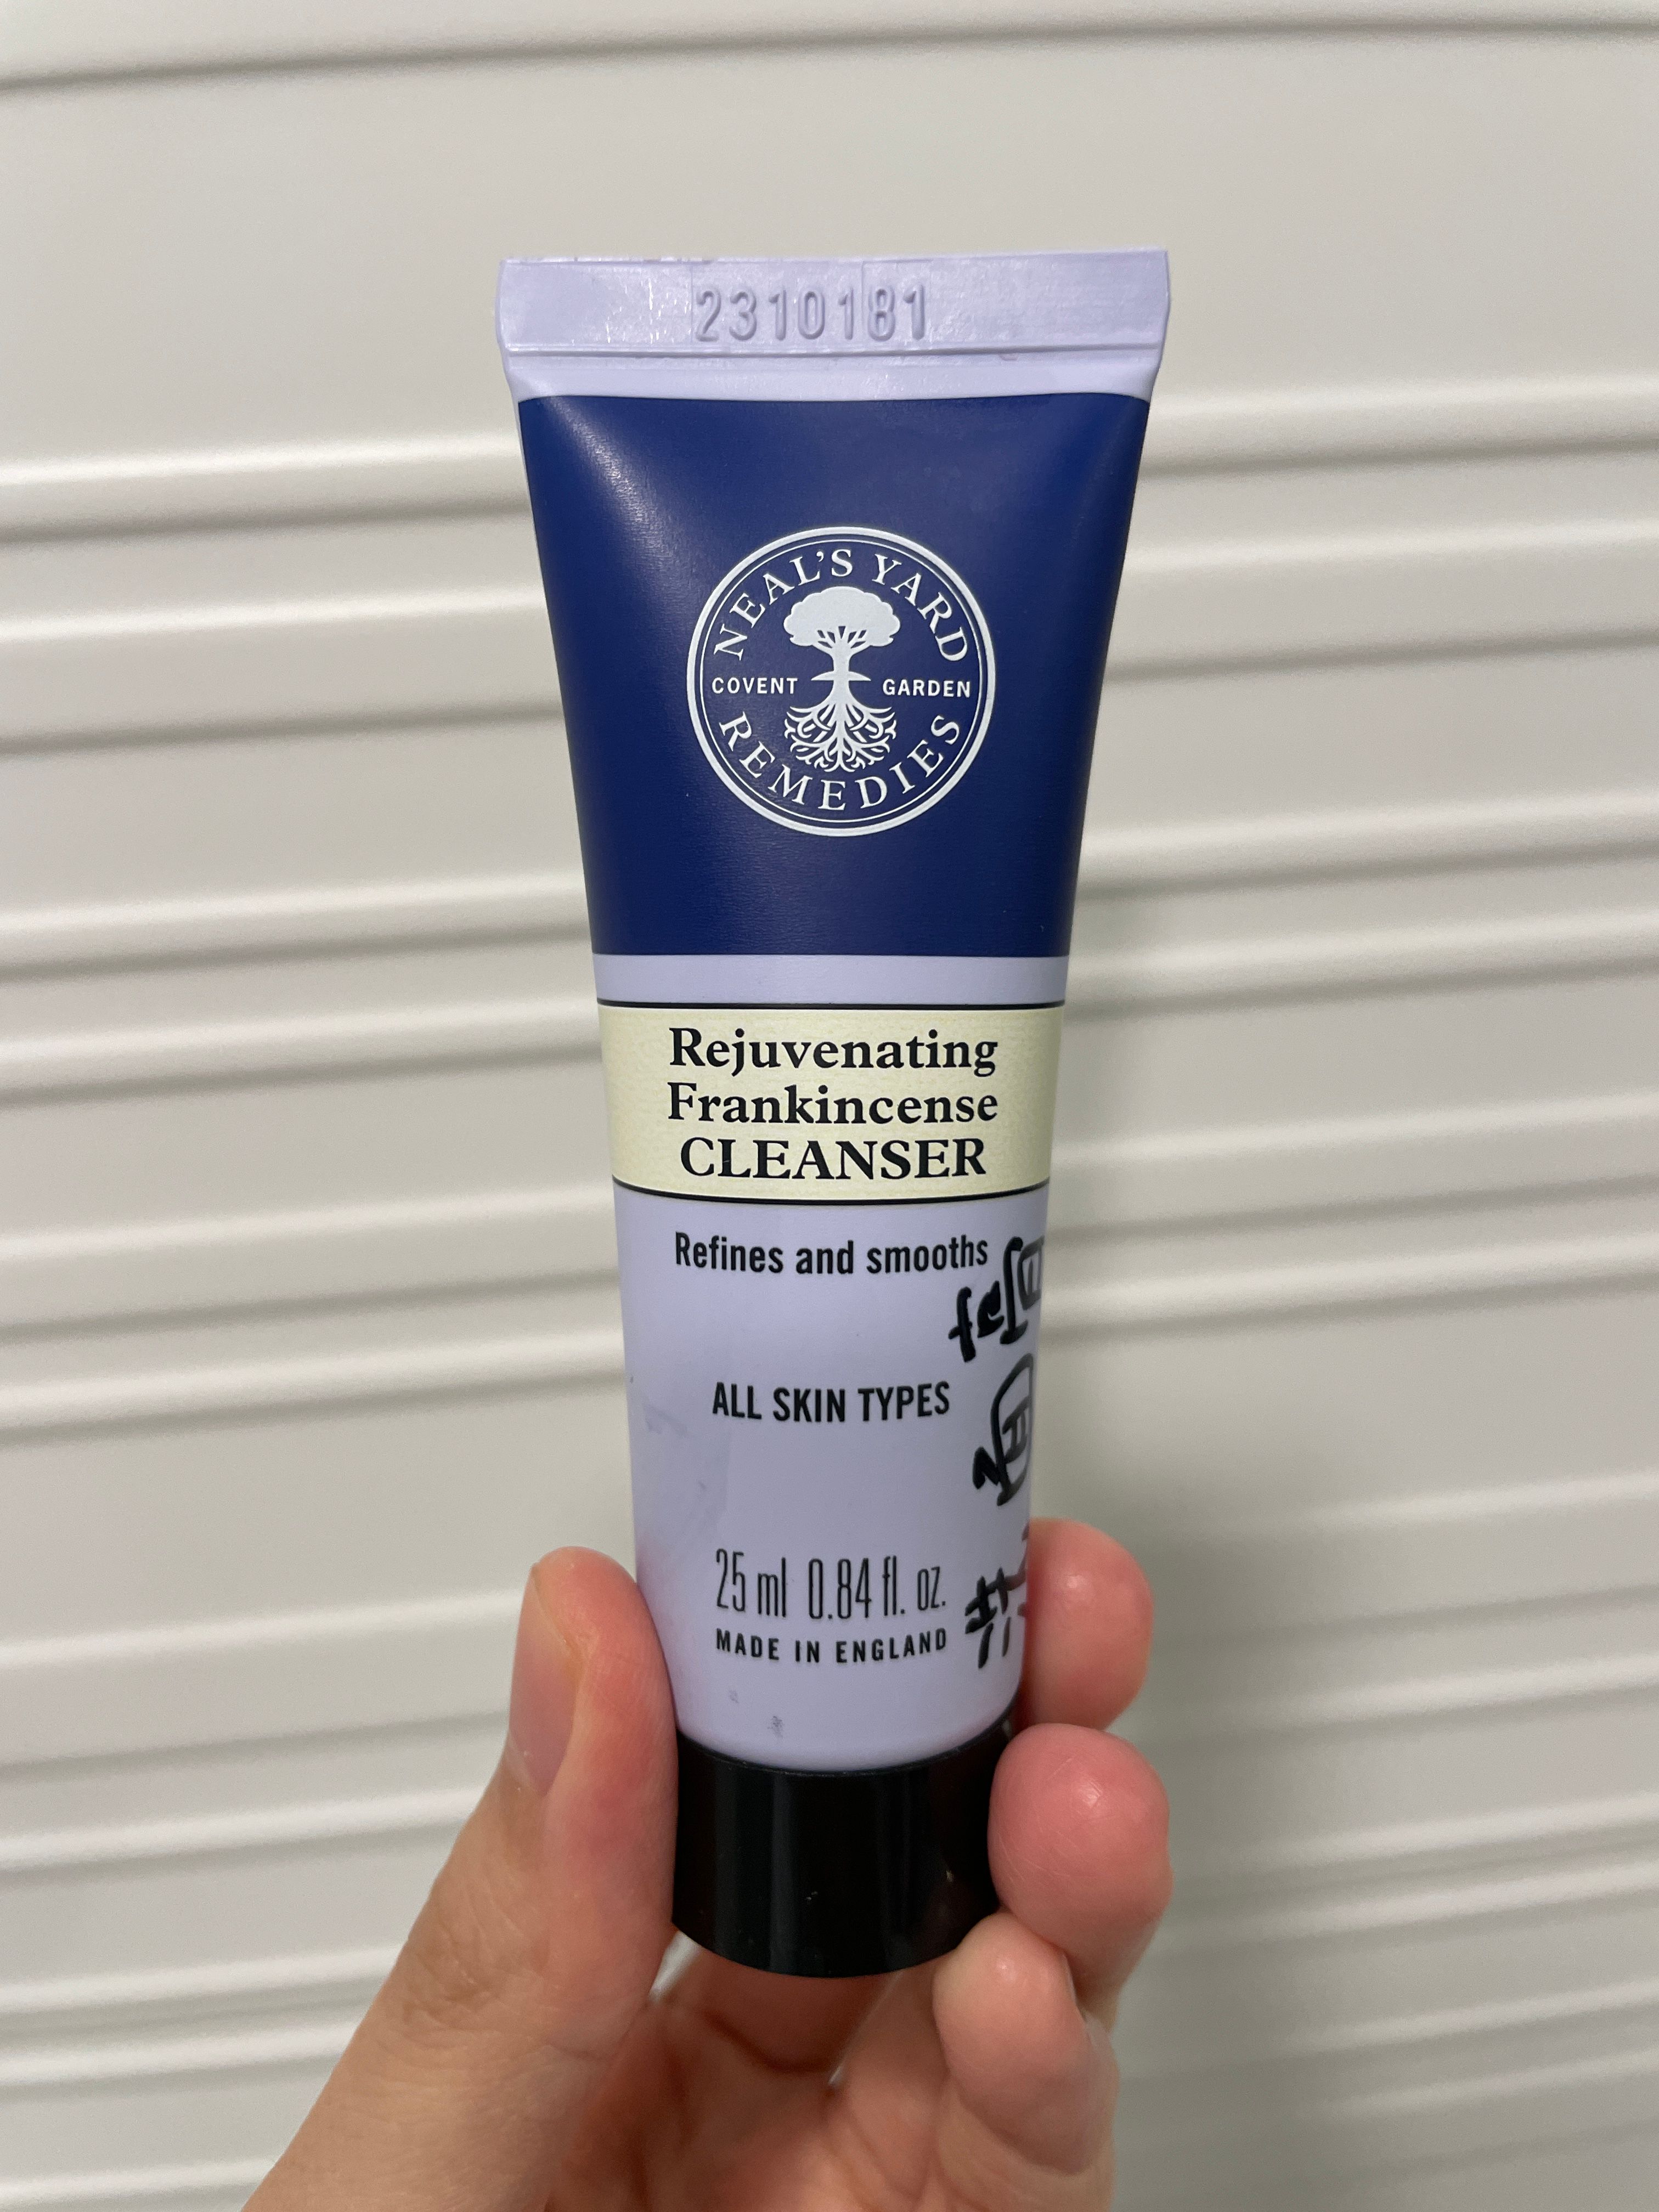 2310181
NEAL'S YARD
COVENT GARDEN
REMEDIES
Rejuvenating
Frankincense
CLEANSER
Refines and smooths
ALL SKIN TYPES
25 ml 0.84 fl. oz.
MADE IN ENGLAND